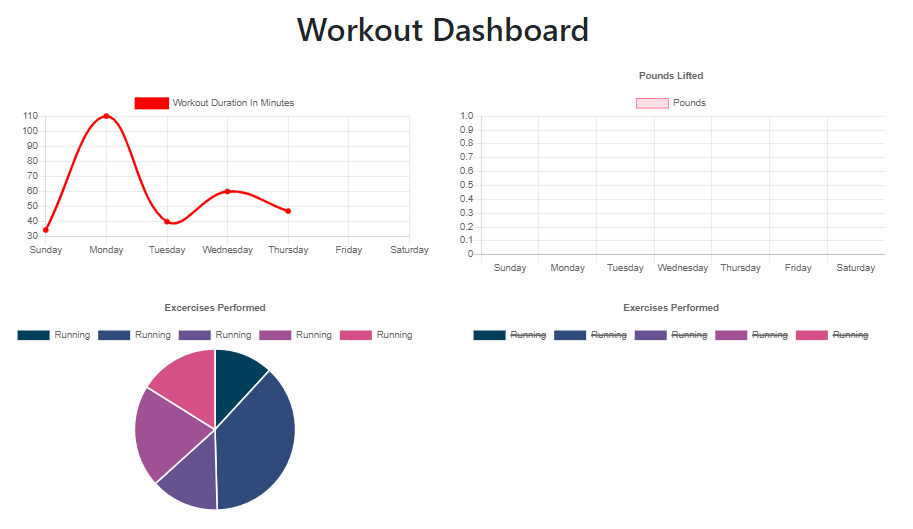 Workout Dashboard
Workout Duration In Minutes
110
100
90
80
70
60
50
40
30
Sunday Monday Tuesday Wednesday Thursday Friday Saturday
Pounds Lifted
Pounds
1.0
0.9
0.8
0.7
0.6
0.5
0.4
0.3
0.2
0.1
0
Sunday Monday Tuesday Wednesday Thursday Friday Saturday
Excercises Performed
Running Running Running Running Running
Exercises Performed
Running Running Running Running Running